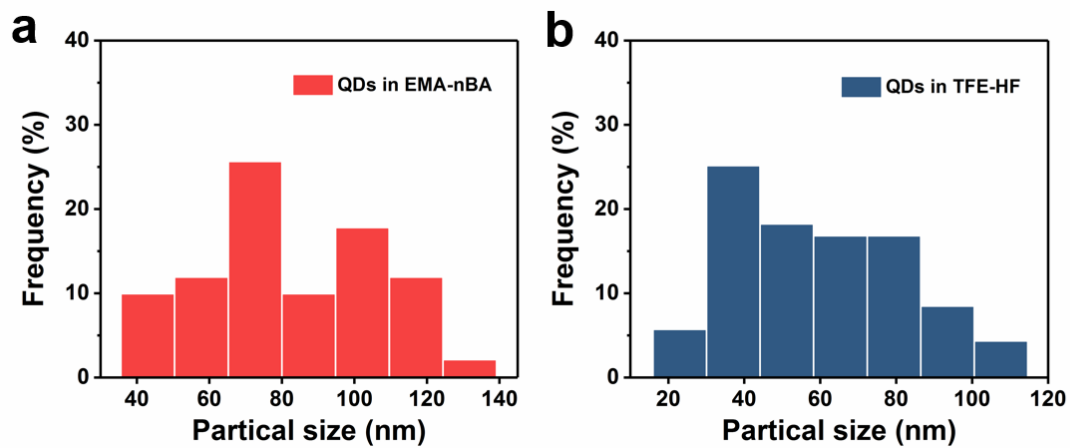 a
40
30
20
10
0
Frequency (%)
QDs in EMA-nBA
40 60 80 100 120 140
Partical size (nm)
b
40
30
20
10
0
Frequency (%)
QDs in TFE-HF
20 40 60 80 100 120
Partical size (nm)